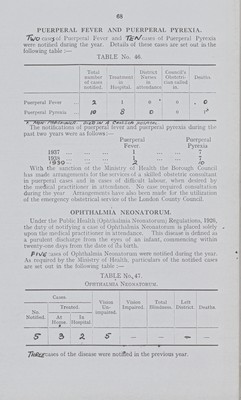 68
PUERPERAL FEVER AND PUERPERAL PYREXIA.
TWO cases of Puerperal Fever and TEN cases of Puerperal Pyrexia
were notified during the year. Details of these cases are set out in the
following table :—
TABLE No. 46.
Total number of cases notified.
Treatment in Hospital.
District Nurses in attendance
Council's Obstetrician called in.
Deaths
Puerperal Fever ... 2 1 0 0 0
Puerperal Pyrexia ... 10 8 0 0
The notifications of puerperal fever and puerperal pyrexia during the
past two years were as follows:—
Puerperal Fever
Puerperal Pyrexia
1937 ... 1 7
1938 ... 1 7
1939 ... 2 10
With the sanction of the Ministry of Health the Borough Council
has made arrangements for the services of a skilled obstetric consultant
in puerperal cases and in cases of difficult labour, when desired by
the medical practitioner in attendance. No case required consultation
during the year. Arrangements have also been made for the utilization
of the emergency obstetrical service of the London County Council.
OPHTHALMIA NEONATORUM.
Under the Public Health (Ophthalmia Neonatorum) Regulations, 1926,
the duty of notifying a case of Ophthalmia Neonatorum is placed solely
upon the medical practitioner in attendance. This disease is defined as
a purulent discharge from the eyes of an infant, commencing within
twenty-one days from the date of its birth.
FIVE cases of Ophthalmia Neonatorum were notified during the year.
As required by the Ministry of Health, particulars of the notified cases
are set out in the following table :—
TABLE No. 47.
OPHTHALMIA NEONATORUM.
Cases
No. Notified.
Treated.
At Home.
In Hospital.
Vision Unimpaired.
Vision Impaired.
Total Blindness.
Left District
Deaths.
5 3 2 5 — — — —
THREE cases of the disease were notified in the previous year.